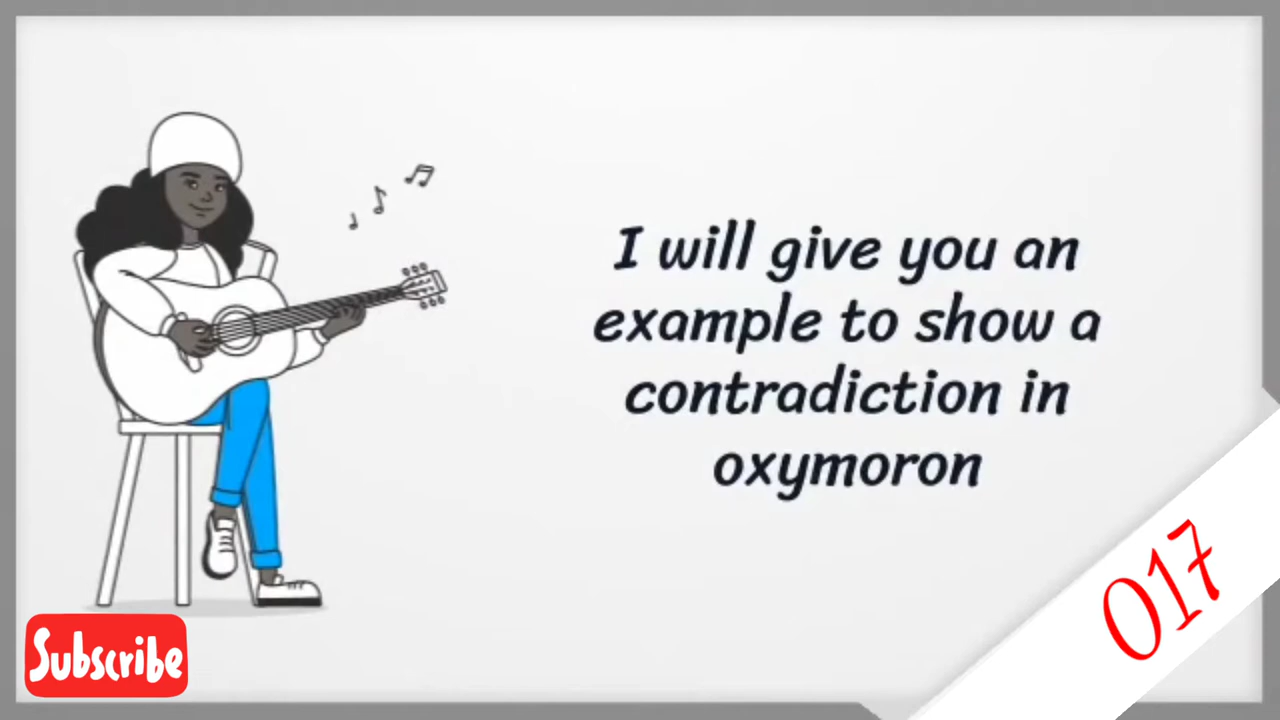 I will give you an
example to show a
contradiction in
oxymoron
Subscribe
017